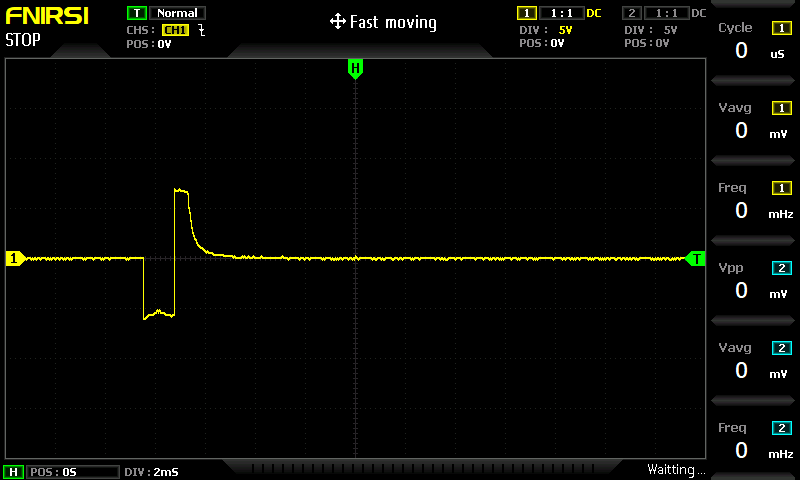 FNIRSI
STOP
T Normal
CHS: CH1
POS: 0V
Fast moving
1 1:1 DC
DIV: 5V
POS: 0V
2 1:1 DC
DIV: 5V
POS: 0V
H
1
T
Cycle 1
0 uS
Vavg 1
0 mV
Freq 1
0 mHz
Vpp 2
0 mV
Vavg 2
0 mV
Freq 2
0 mHz
H POS: 0S DIV: 2mS
Waitting...